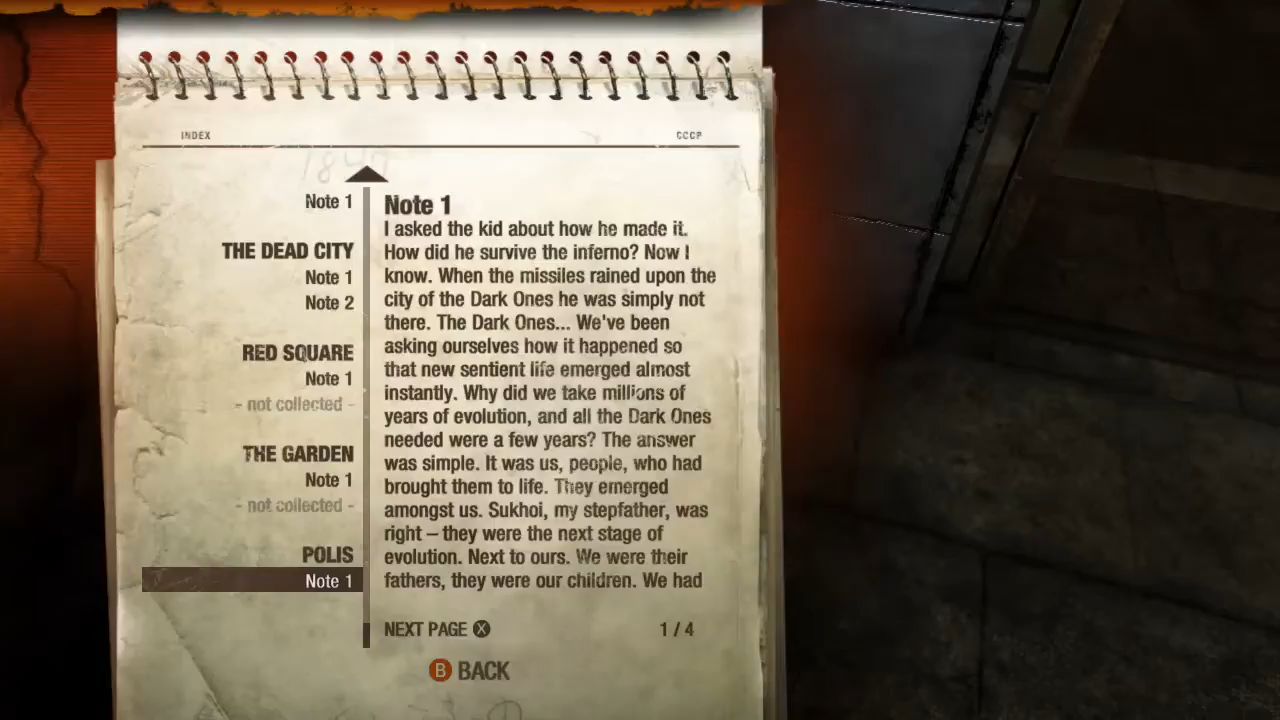 INDEX
CCCP
Note 1
THE DEAD CITY
Note 1
Note 2
RED SQUARE
Note 1
- not collected -
THE GARDEN
Note 1
- not collected -
POLIS
Note 1
Note 1
I asked the kid about how he made it.
How did he survive the inferno? Now I
know. When the missiles rained upon the
city of the Dark Ones he was simply not
there. The Dark Ones... We've been
asking ourselves how it happened so
that new sentient life emerged almost
instantly. Why did we take millions of
years of evolution, and all the Dark Ones
needed were a few years? The answer
was simple. It was us, people, who had
brought them to life. They emerged
amongst us. Sukhoi, my stepfather, was
right – they were the next stage of
evolution. Next to ours. We were their
fathers, they were our children. We had
NEXT PAGE X
1 / 4
B BACK